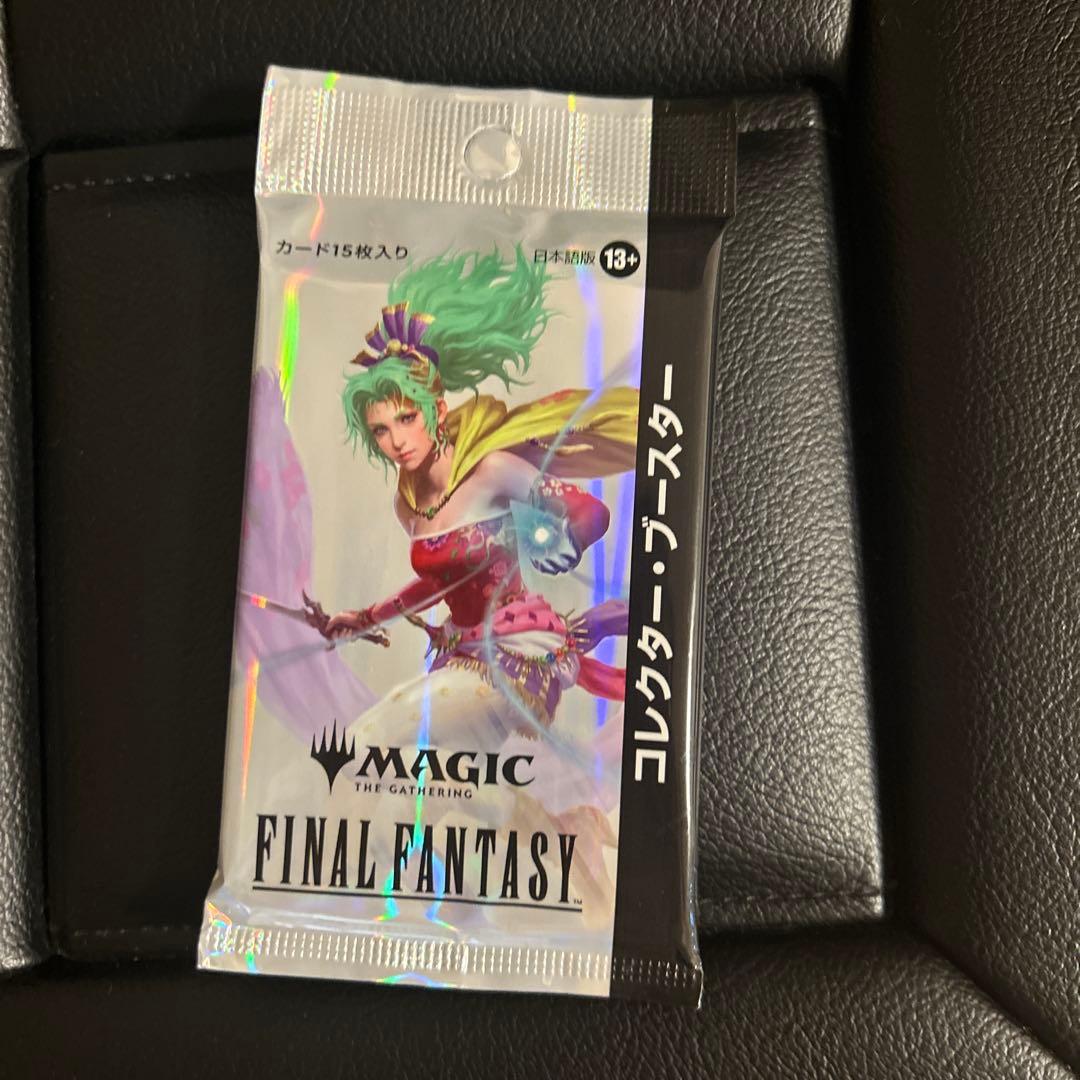 カード15枚入り
日本語版 13+
コレクター・ブースター
MAGIC
THE GATHERING
FINAL FANTASY™